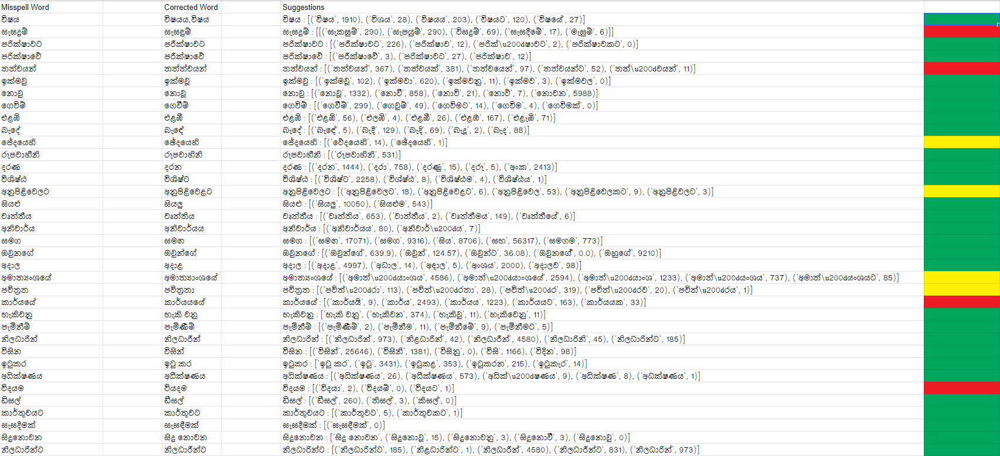 Misspell Word Corrected Word Suggestions
විෂය විෂයය,විෂය විෂය : [('විෂය', 1910), ('විශය', 28), ('විෂයය', 203), ('විෂයට', 120), ('විෂයේ', 27)]
සැසදුම් සැසඳුම් සැසදුම් : [[('සැකසුම්', 290), ('සැපයුම්', 290), ('විසදුම්', 69), ('සැසදීමේ', 17), ('මැසුම්', 6)]]
පරික්ෂාවට පරීක්ෂාවට පරික්ෂාවට : [('පරීක්ෂාවට', 226), ('පරික්ෂාව', 12), ('පරික්\u200dෂාවට', 2), ('පරික්ෂාවකට', 0)]
පරික්ෂාවේ පරීක්ෂාවේ පරික්ෂාවේ : [('පරීක්ෂාවේ', 3), ('පරික්ෂාවට', 27), ('පරික්ෂාව', 12)]
තත්වයන් තත්ත්වයන් තත්වයන් : [('තත්වයන්', 367), ('තත්වයක්', 381), ('තත්වයෙන්', 97), ('තත්වයන්ට', 52), ('තත්\u200dවයන්', 11)]
ඉක්මවු ඉක්මවූ ඉක්මවු : [('ඉක්මවූ', 102), ('ඉක්මවා', 620), ('ඉක්මවනු', 11), ('ඉක්මව', 3), ('ඉක්මවල', 0)]
නොවු නොවූ නොවු : [('නොවූ', 1332), ('නොවී', 858), ('නොවි', 21), ('නොව්', 7), ('නොවන', 5988)]
ගෙවිම් ගෙවීම් ගෙවිම් : [('ගෙවීම්', 299), ('ගෙවුම්', 49), ('ගෙවිමට', 14), ('ගෙවිම', 4), ('ගෙවිමක්', 0)]
එළඹි එළඹී එළඹි : [('එළඹි', 56), ('එලඹි', 4), ('එළඹී', 26), ('එළඹ', 167), ('එළැඹි', 71)]
බැදේ බැඳේ බැදේ : [('බැඳේ', 5), ('බැදී', 129), ('බැදි', 69), ('බැදූ', 2), ('බැද', 88)]
ජේදයෙහි ඡේදයෙහි ජේදයෙහි : [('වේදයෙහි', 14), ('ඡේදයෙහි', 1)]
රූපවාහීනි රූපවාහිනි රූපවාහීනි : [('රූපවාහිනි', 531)]
දරණ දරන දරණ : [('දරන', 1444), ('දරා', 758), ('දරණු', 15), ('දරූ', 5), ('අංක', 2413)]
විශිෂ්ඨ විශිෂ්ට විශිෂ්ඨ : [('විශිෂ්ට', 2258), ('විශ්ෂ්ඨ', 8), ('විශිෂ්ඨම', 4), ('විශිෂ්ඨය', 1)]
අනුපිළිවෙලට අනුපිළිවෙළට අනුපිළිවෙලට : [('අනුපිළිවෙලට', 18), ('අනුපිළිවෙළට', 6), ('අනුපිළිවෙල', 53), ('අනුපිළිවෙලකට', 9), ('අනුපිළිවලට', 3)]
සියළු සියලු සියළු : [('සියලු', 10050), ('සියළුම', 543)]
වෘත්තීය වෘත්තිය වෘත්තීය : [('වෘත්තිය', 653), ('වාත්තීය', 2), ('වෘත්තීමය', 149), ('වෘත්තීයේ', 6)]
අනිවාර්ය අනිවාර්යය අනිවාර්ය : [('අනිවාර්යය', 80), ('අනිවාර්\u200dය', 7)]
සමග සමඟ සමග : [('සමඟ', 17071), ('සමග', 9316), ('සිය', 8706), ('සහ', 56317), ('සමගම', 773)]
ඔවුනගේ ඔවුන්ගේ ඔවුනගේ : [('ඔවුන්ගේ', 639.9), ('ඔවුන්', 124.57), ('ඔවුන්ට', 36.08), ('ඔවුනගේ', 0.0), ('ඔහුගේ', 9210)]
අදාල අදාළ අදාල : [('අදාළ', 4997), ('අධාල', 14), ('අඳාල', 5), ('අංශය', 2000), ('අදාලව', 98)]
අමාත්‍යංශයේ අමාත්‍යාංශයේ අමාත්‍යංශයේ : [('අමාත්\u200dයාංශය', 4586), ('අමාත්\u200dයාංශයේ', 2594), ('අමාත්\u200dයාංශ', 1233), ('අමාත්\u200dයංශය', 737), ('අමාත්\u200dයංශයට', 85)]
පවිත්‍රත පවිත්‍රතා පවිත්‍රත : [('පවිත්\u200dරා', 113), ('පවිත්\u200dරතා', 28), ('පවිත්\u200dර', 319), ('පවිත්\u200dරව', 20), ('පවිත්\u200dරය', 1)]
කාර්යයේ කාර්යයයේ කාර්යයේ : [('කාර්යයි', 9), ('කාර්ය', 2493), ('කාර්යය', 1223), ('කාර්යයට', 163), ('කාර්යයක', 33)]
හැකිවනු හැකි වනු හැකිවනු : ['හැකි වනු', ('හැකිවන', 374), ('හැකිවු', 11), ('හැකිවෙනු', 11)]
පැමිනීම් පැමිණීම් පැමිනීම් : [('පැමිණීම්', 2), ('පැමිනීම', 11), ('පැමිනීමේ', 9), ('පැමිනීමට', 5)]
නිලධාරින් නිලධාරීන් නිලධාරින් : [('නිලධාරින්', 973), ('නිළධාරින්', 42), ('නිලධාරීන්', 4580), ('නිලධාරිනි', 45), ('නිලධාරින්ට', 185)]
විසින විසින් විසින : [('විසින්', 25646), ('විසිනි', 1381), ('විසිනු', 0), ('විසි', 1166), ('විදින', 98)]
ඉටුකර ඉටු කර ඉටුකර : ['ඉටු කර', ('ඉටු', 3431), ('ඉටුකළ', 353), ('ඉටුකරන', 215), ('ඉටුකැර', 14)]
අධික්ෂණය අධීක්ෂණය අධික්ෂණය : [('අධික්ෂණය', 26), ('අධීක්ෂණය', 573), ('අධික්\u200dෂණය', 9), ('අධික්ෂණ', 8), ('අධක්ෂණය', 1)]
විදයම වියදම විදයම : [('විදයා', 2), ('විදයම්', 0), ('විදයට', 1)]
ඩිසල් ඩීසල් ඩිසල් : [('ඩීසල්', 260), ('තිසල්', 3), ('කිසල්', 0)]
කාර්තුවයට කාර්තුවට කාර්තුවයට : [('කාර්තුවට', 5), ('කාර්තුවකට', 1)]
සැසදිමක් සැසඳීමක් සැසදිමක් : [('සැසඳීමක්', 0)]
සිදුනොවන සිදු නොවන සිදුනොවන : ['සිදු නොවන', ('සිදුනොවූ', 15), ('සිදුනොවනු', 3), ('සිදුනොවී', 3), ('සිදුනොවු', 0)]
නිලධාරින්ට නිලධාරීන්ට නිලධාරින්ට : [('නිලධාරින්ට', 185), ('නිළධාරින්ට', 1), ('නිලධාරීන්', 4580), ('නිලධාරීන්ට', 831), ('නිලධාරින්', 973)]